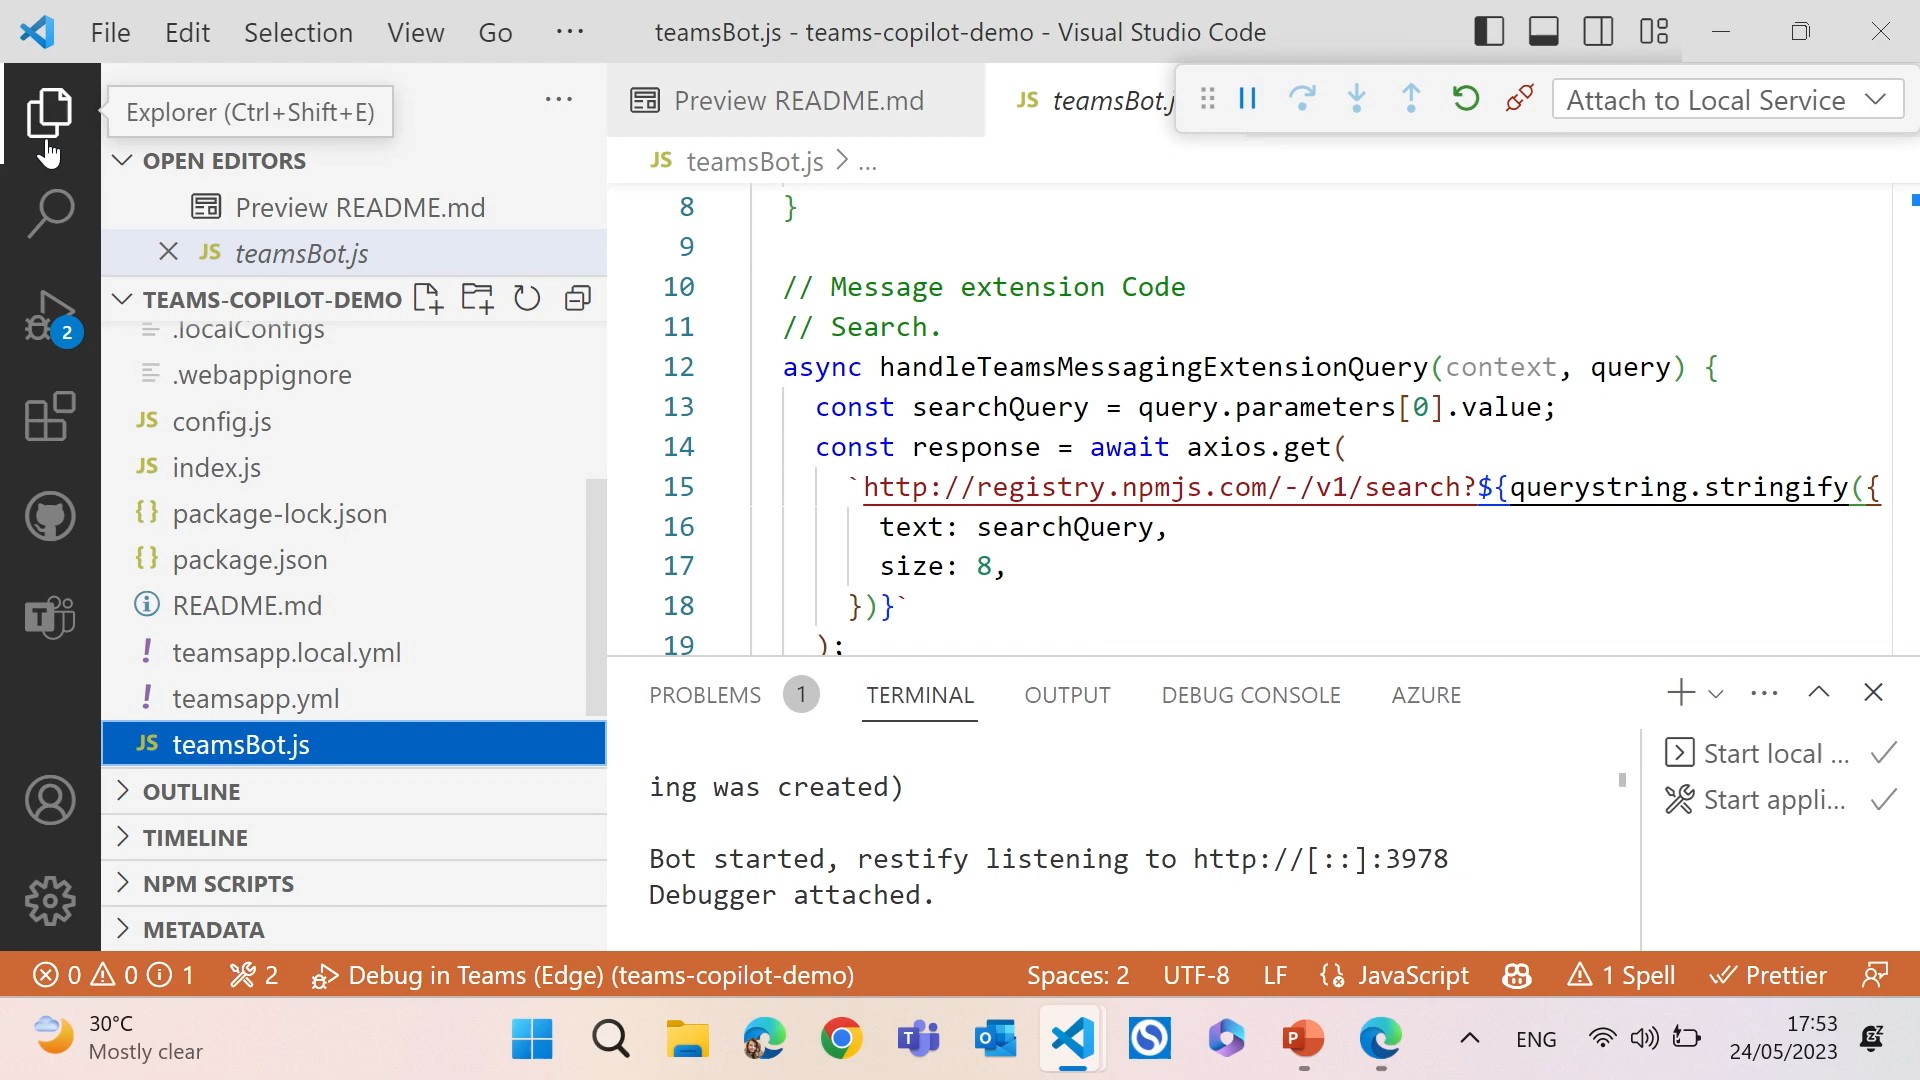 File Edit Selection View Go ...
teamsBot.js - teams-copilot-demo - Visual Studio Code
Explorer (Ctrl+Shift+E)
OPEN EDITORS
Preview README.md
JS teamsBot.js
TEAMS-COPILOT-DEMO
.localConfigs
.webappignore
JS config.js
JS index.js
{} package-lock.json
{} package.json
README.md
! teamsapp.local.yml
! teamsapp.yml
JS teamsBot.js
OUTLINE
TIMELINE
NPM SCRIPTS
METADATA
2
Preview README.md
JS teamsBot.j
Attach to Local Service
JS teamsBot.js > ...
8 }
9
10 // Message extension Code
11 // Search.
12 async handleTeamsMessagingExtensionQuery(context, query) {
13 const searchQuery = query.parameters[0].value;
14 const response = await axios.get(
15 `http://registry.npmjs.com/-/v1/search?${querystring.stringify({
16 text: searchQuery,
17 size: 8,
18 })}`
19 );
PROBLEMS 1 TERMINAL OUTPUT DEBUG CONSOLE AZURE
ing was created)
Bot started, restify listening to http://[::]:3978
Debugger attached.
Start local ...
Start appli...
0 0 1 2 Debug in Teams (Edge) (teams-copilot-demo)
Spaces: 2 UTF-8 LF {} JavaScript 1 Spell Prettier
30°C
Mostly clear
ENG
17:53
24/05/2023